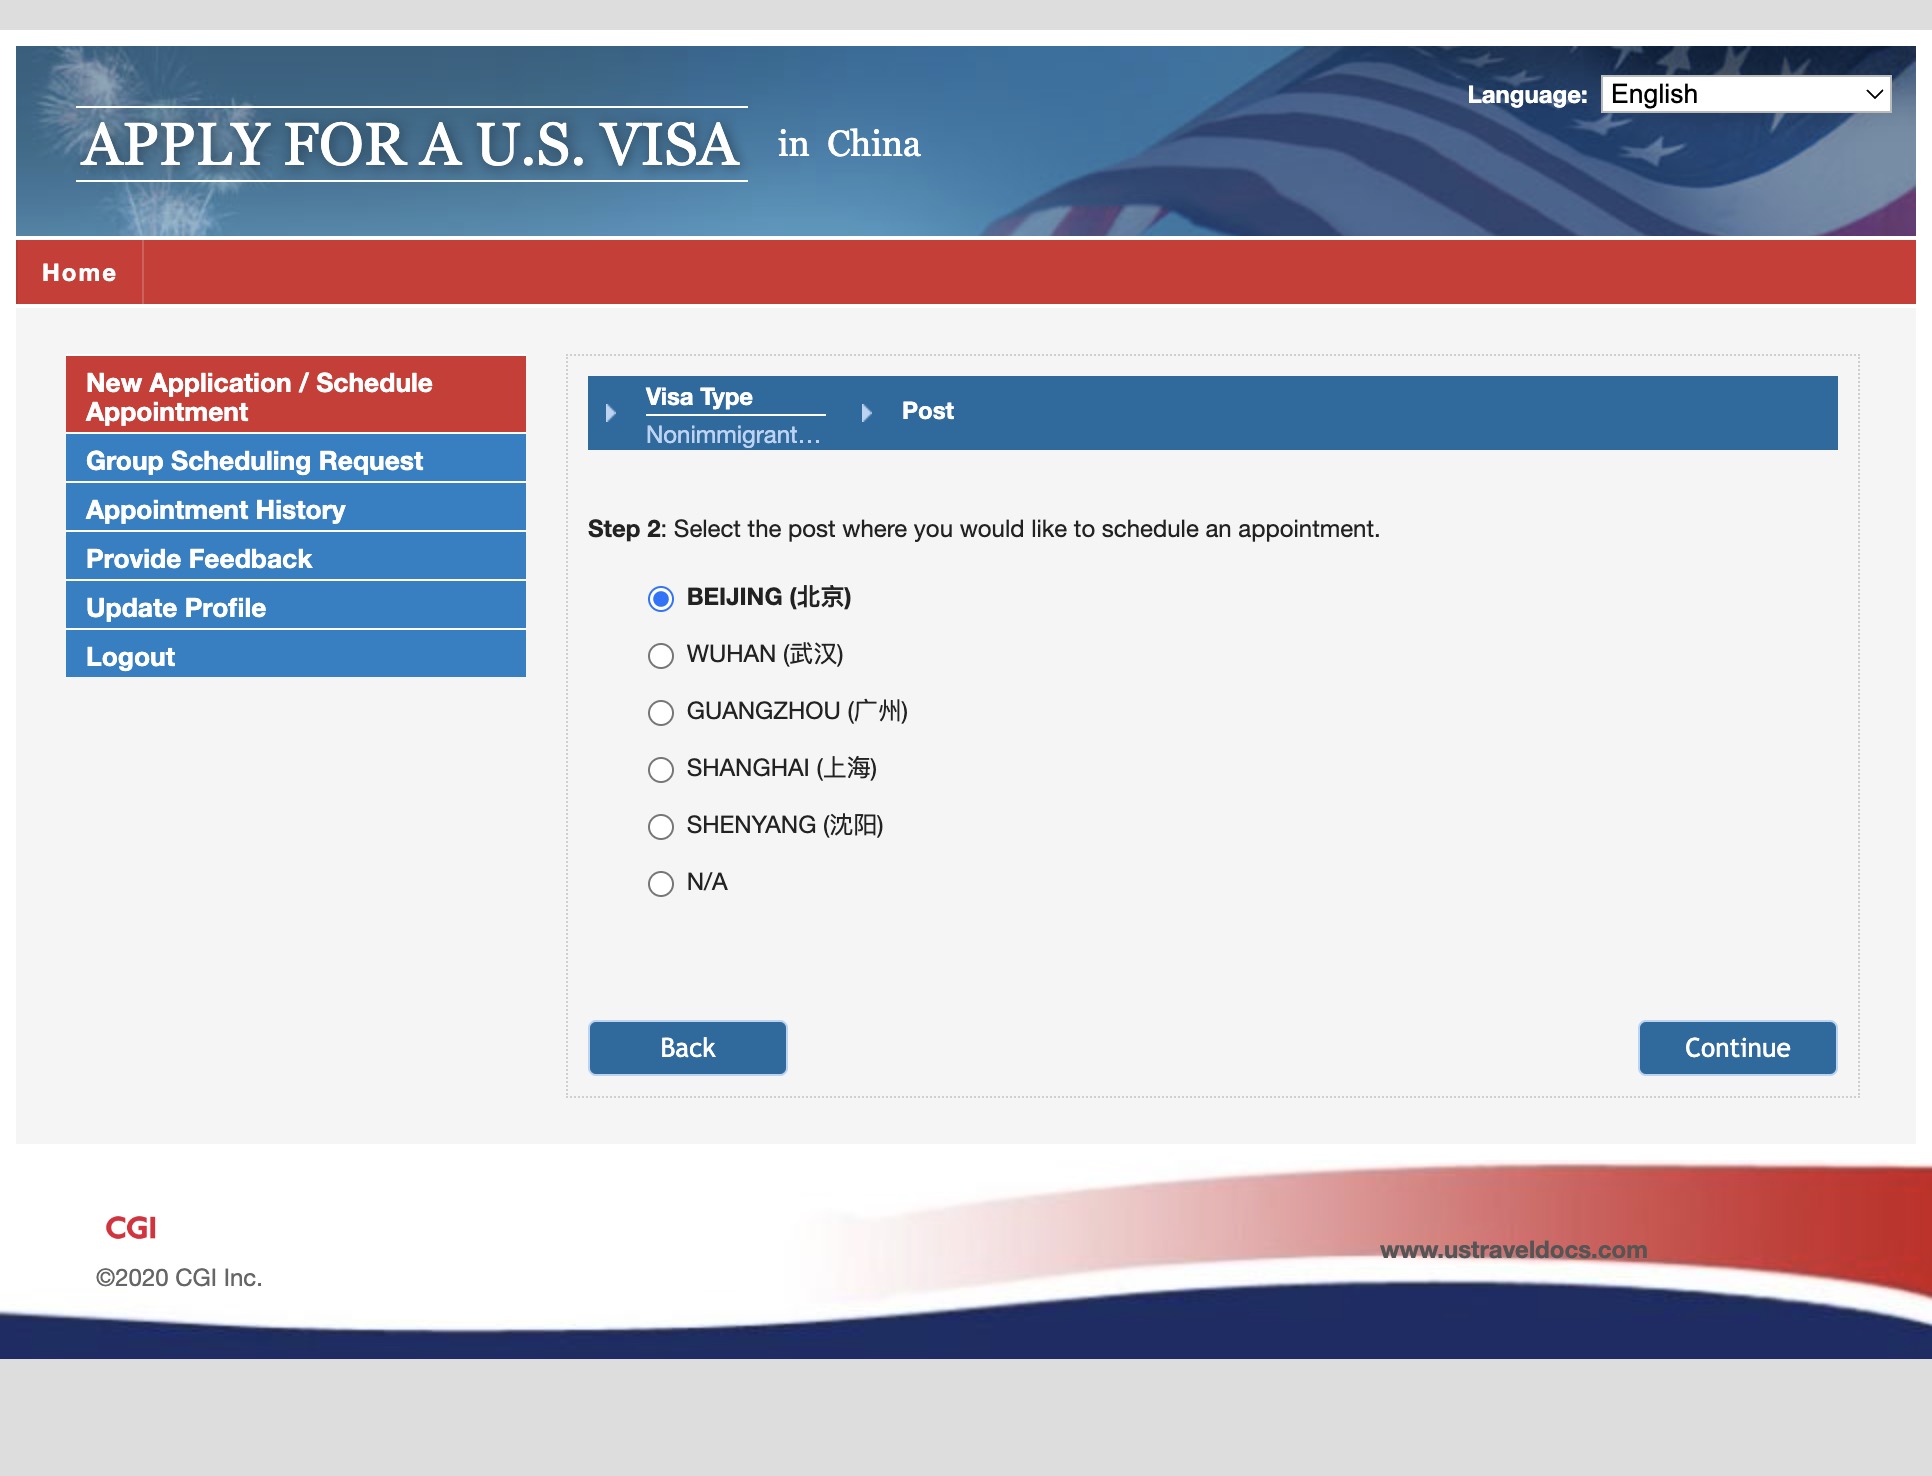 APPLY FOR A U.S. VISA in China
Language: English
Home
New Application / Schedule
Appointment
Group Scheduling Request
Appointment History
Provide Feedback
Update Profile
Logout
Visa Type
Nonimmigrant...
Post
Step 2: Select the post where you would like to schedule an appointment.
BEIJING (北京)
WUHAN (武汉)
GUANGZHOU (广州)
SHANGHAI (上海)
SHENYANG (沈阳)
N/A
Back
Continue
CGI
www.ustraveldocs.com
©2020 CGI Inc.